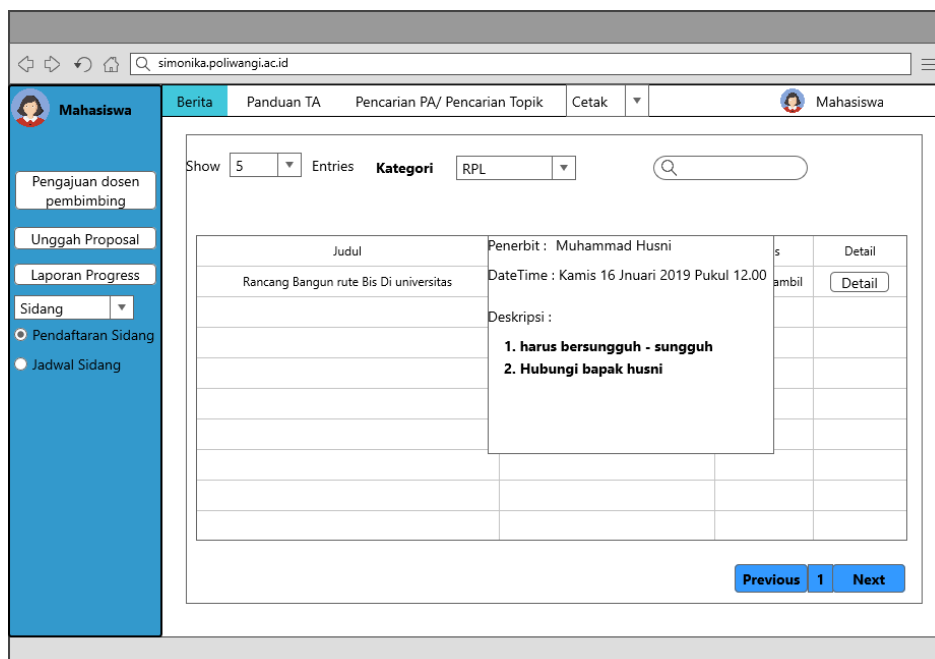 simonika.poliwangi.ac.id
Mahasiswa
Berita
Panduan TA
Pencarian PA/ Pencarian Topik
Cetak
Mahasiswa
Pengajuan dosen
pembimbing
Unggah Proposal
Laporan Progress
Sidang
Pendaftaran Sidang
Jadwal Sidang
Show 5 Entries Kategori RPL
Judul
s
Detail
Rancang Bangun rute Bis Di universitas
ambil
Detail
Penerbit : Muhammad Husni
DateTime : Kamis 16 Jnuari 2019 Pukul 12.00
Deskripsi :
1. harus bersungguh - sungguh
2. Hubungi bapak husni
Previous 1 Next